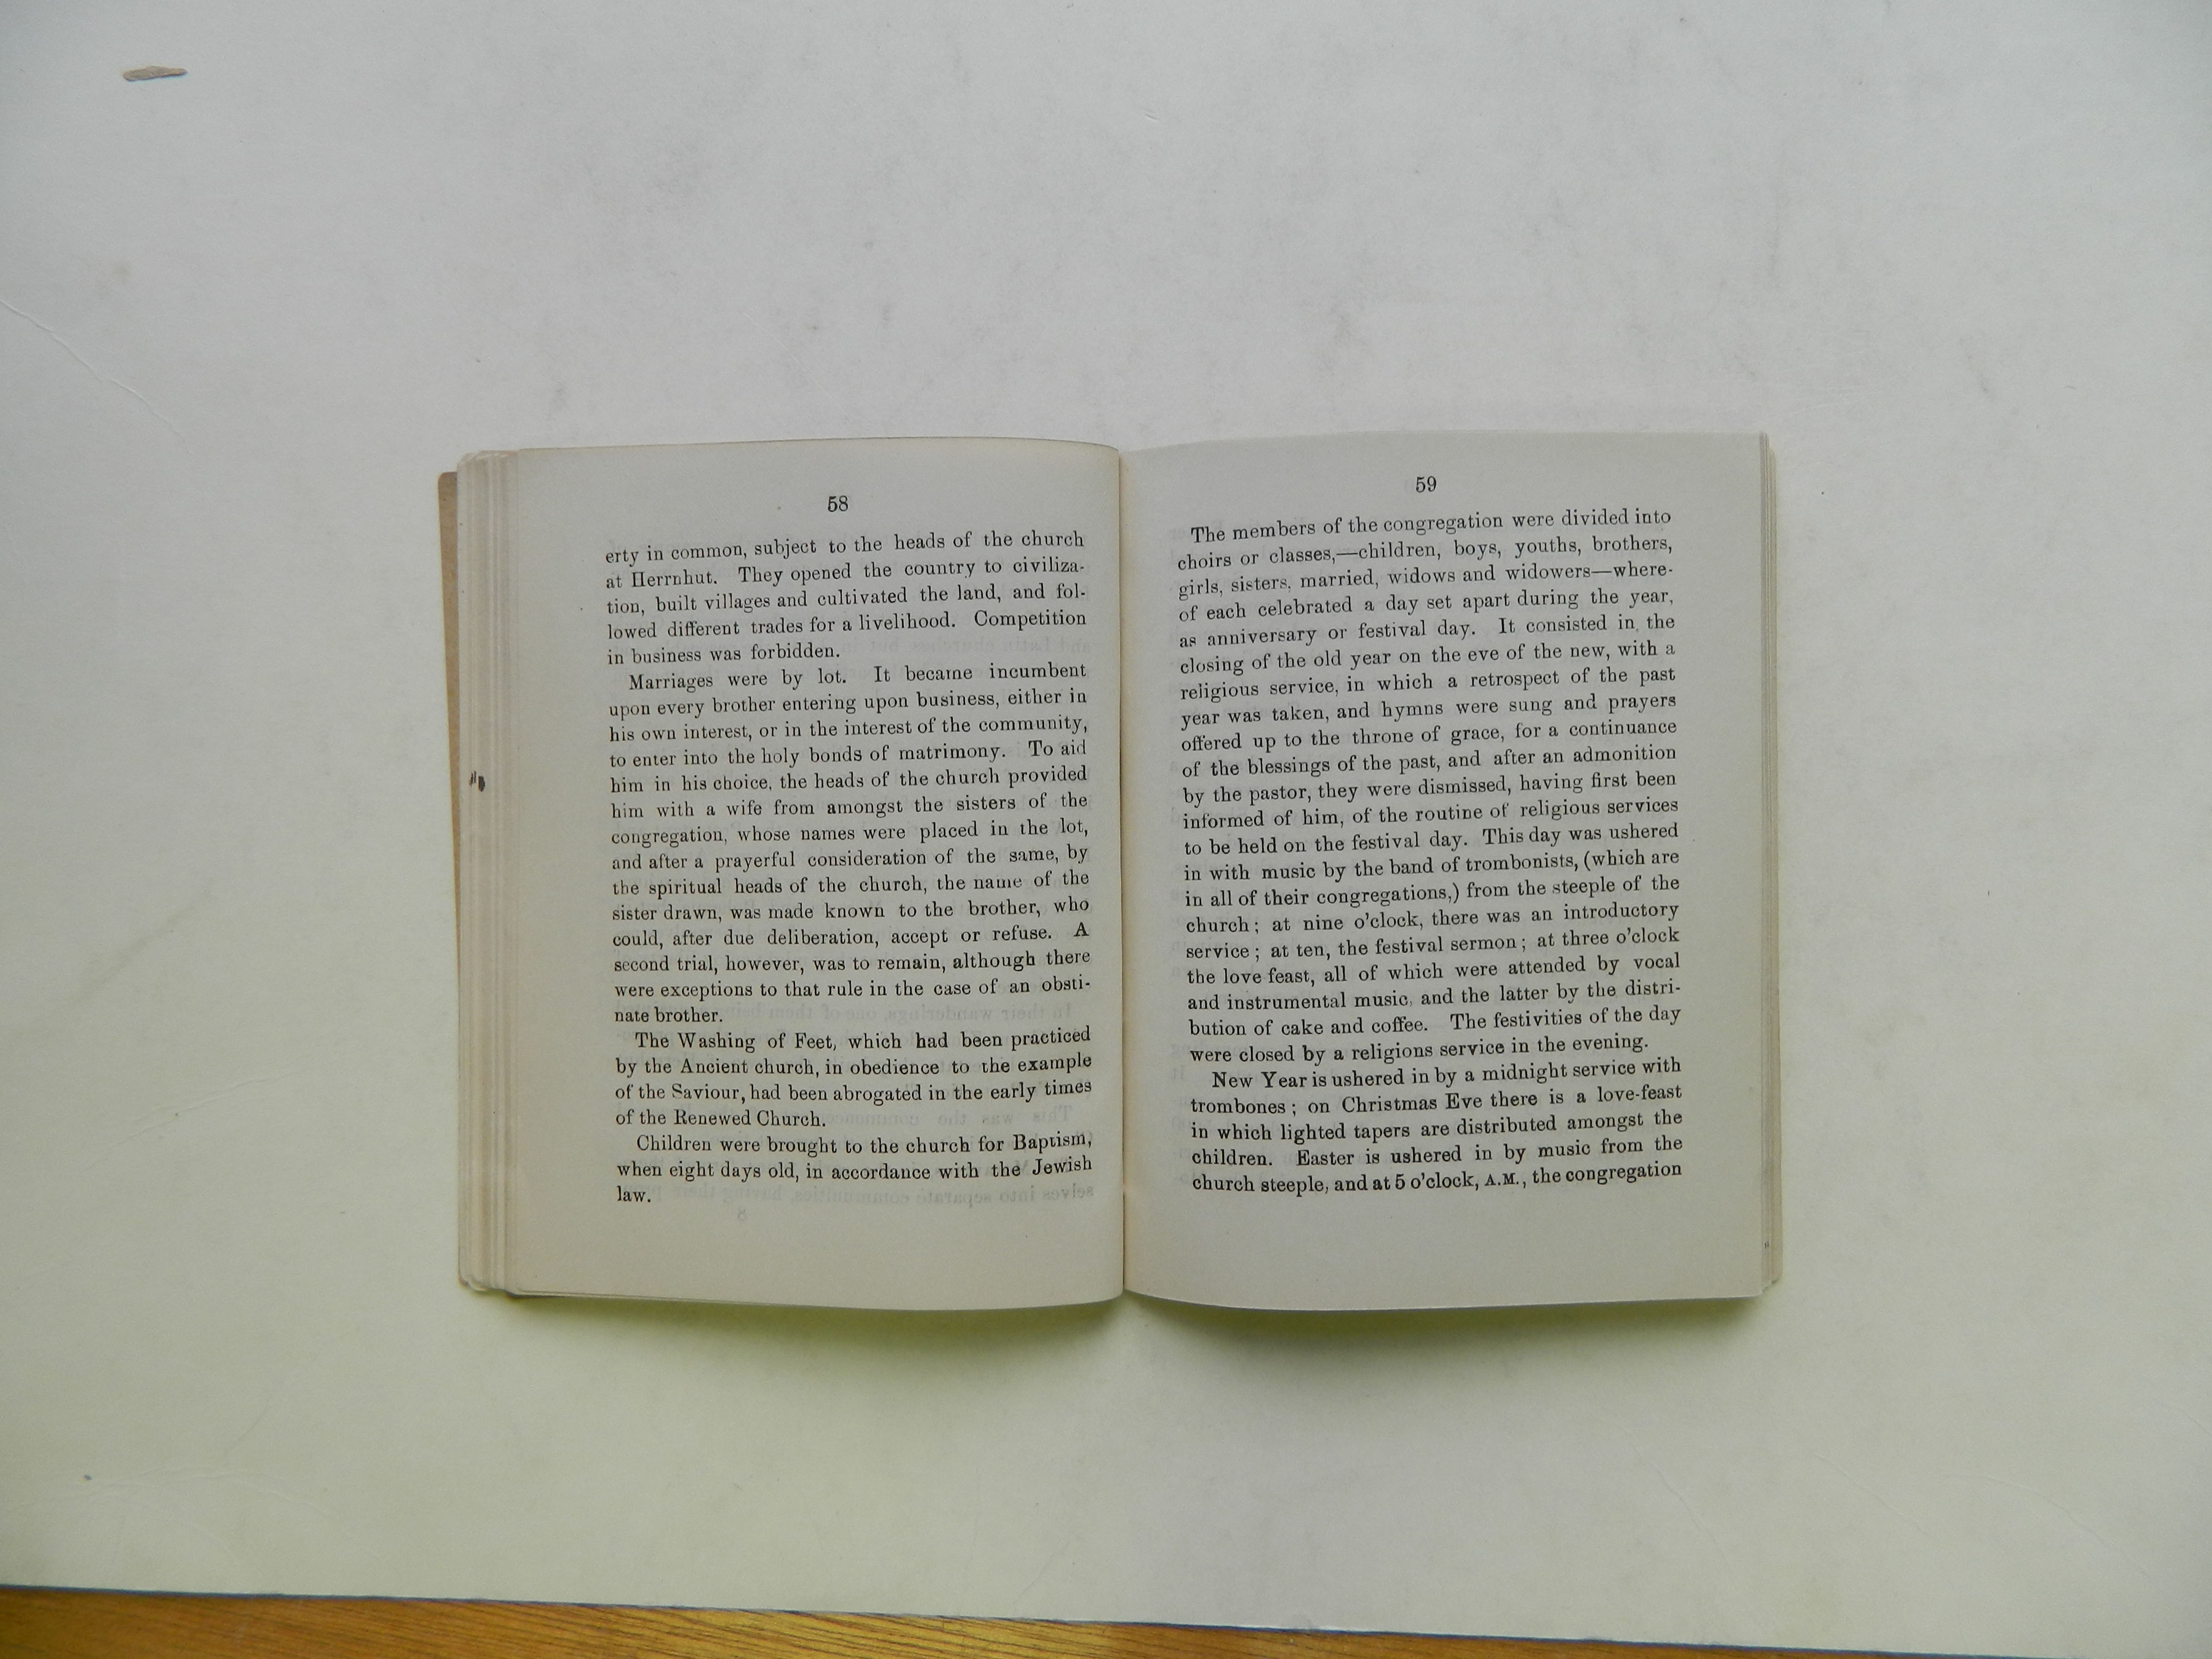 58
erty in common, subject to the heads of the church
at Herrnhut. They opened the country to civiliza-
tion, built villages and cultivated the land, and fol-
lowed different trades for a livelihood. Competition
in business was forbidden.
Marriages were by lot. It became incumbent
upon every brother entering upon business, either in
his own interest, or in the interest of the community,
to enter into the holy bonds of matrimony. To aid
him in his choice, the heads of the church provided
him with a wife from amongst the sisters of the
congregation, whose names were placed in the lot,
and after a prayerful consideration of the same, by
the spiritual heads of the church, the name of the
sister drawn, was made known to the brother, who
could, after due deliberation, accept or refuse. A
second trial, however, was to remain, although there
were exceptions to that rule in the case of an obsti-
nate brother.
The Washing of Feet, which had been practiced
by the Ancient church, in obedience to the example
of the Saviour, had been abrogated in the early times
of the Renewed Church.
Children were brought to the church for Baptism,
when eight days old, in accordance with the Jewish
law.
59
The members of the congregation were divided into
choirs or classes,—children, boys, youths, brothers,
girls, sisters, married, widows and widowers—where-
of each celebrated a day set apart during the year,
as anniversary or festival day. It consisted in the
closing of the old year on the eve of the new, with a
religious service, in which a retrospect of the past
year was taken, and hymns were sung and prayers
offered up to the throne of grace, for a continuance
of the blessings of the past, and after an admonition
by the pastor, they were dismissed, having first been
informed of him, of the routine of religious services
to be held on the festival day. This day was ushered
in with music by the band of trombonists, (which are
in all of their congregations,) from the steeple of the
church; at nine o'clock, there was an introductory
service; at ten, the festival sermon; at three o'clock
the love feast, all of which were attended by vocal
and instrumental music, and the latter by the distri-
bution of cake and coffee. The festivities of the day
were closed by a religions service in the evening.
New Year is ushered in by a midnight service with
trombones; on Christmas Eve there is a love-feast
in which lighted tapers are distributed amongst the
children. Easter is ushered in by music from the
church steeple, and at 5 o'clock, A.M., the congregation